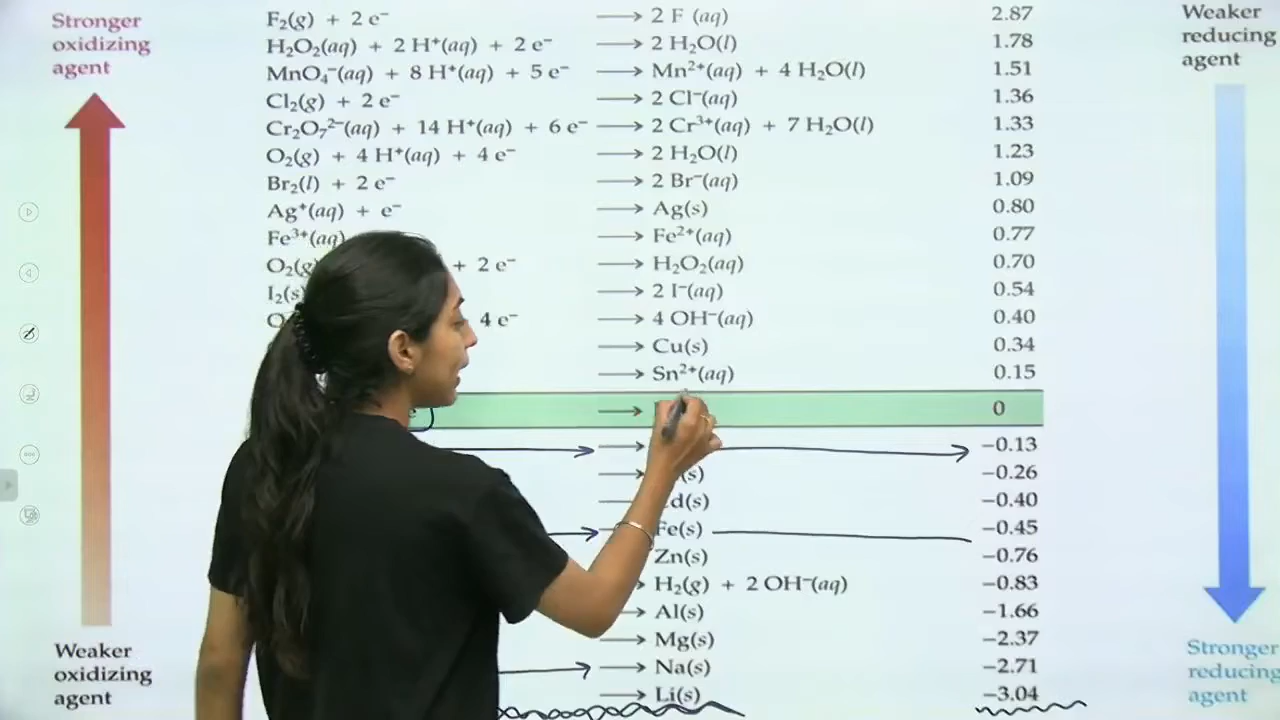 Stronger
oxidizing
agent
Weaker
reducing
agent
F₂(g) + 2 e⁻ ⟶ 2 F (aq) 2.87
H₂O₂(aq) + 2 H⁺(aq) + 2 e⁻ ⟶ 2 H₂O(l) 1.78
MnO₄⁻(aq) + 8 H⁺(aq) + 5 e⁻ ⟶ Mn²⁺(aq) + 4 H₂O(l) 1.51
Cl₂(g) + 2 e⁻ ⟶ 2 Cl⁻(aq) 1.36
Cr₂O₇²⁻(aq) + 14 H⁺(aq) + 6 e⁻ ⟶ 2 Cr³⁺(aq) + 7 H₂O(l) 1.33
O₂(g) + 4 H⁺(aq) + 4 e⁻ ⟶ 2 H₂O(l) 1.23
Br₂(l) + 2 e⁻ ⟶ 2 Br⁻(aq) 1.09
Ag⁺(aq) + e⁻ ⟶ Ag(s) 0.80
Fe³⁺(aq) ⟶ Fe²⁺(aq) 0.77
O₂(g) + 2 e⁻ ⟶ H₂O₂(aq) 0.70
I₂(s) ⟶ 2 I⁻(aq) 0.54
4 e⁻ ⟶ 4 OH⁻(aq) 0.40
⟶ Cu(s) 0.34
⟶ Sn²⁺(aq) 0.15
⟶ 0
⟶ −0.13
⟶ (s) −0.26
⟶ d(s) −0.40
⟶ Fe(s) −0.45
Zn(s) −0.76
⟶ H₂(g) + 2 OH⁻(aq) −0.83
⟶ Al(s) −1.66
⟶ Mg(s) −2.37
⟶ Na(s) −2.71
⟶ Li(s) −3.04
Weaker
oxidizing
agent
Stronger
reducing
agent